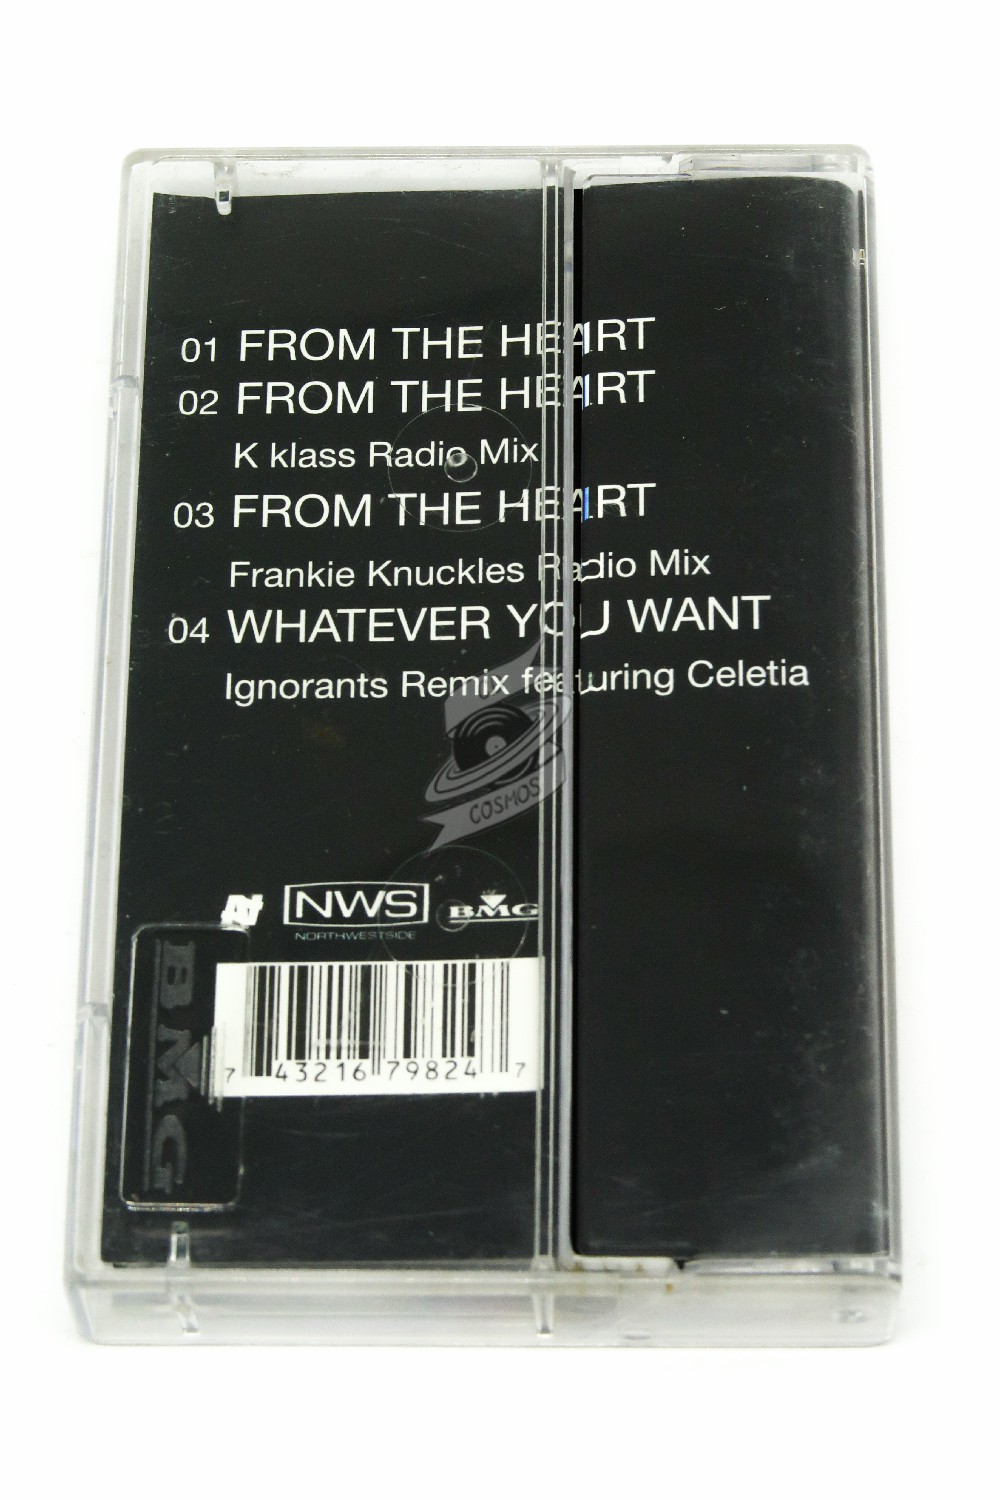 01 FROM THE HEART
02 FROM THE HEART
K klass Radio Mix
03 FROM THE HEART
Frankie Knuckles Radio Mix
04 WHATEVER YOU WANT
Ignorants Remix featuring Celetia
COSMOS
NWS
NORTHWESTSIDE
BMG
BMG
7 43216 79824 7